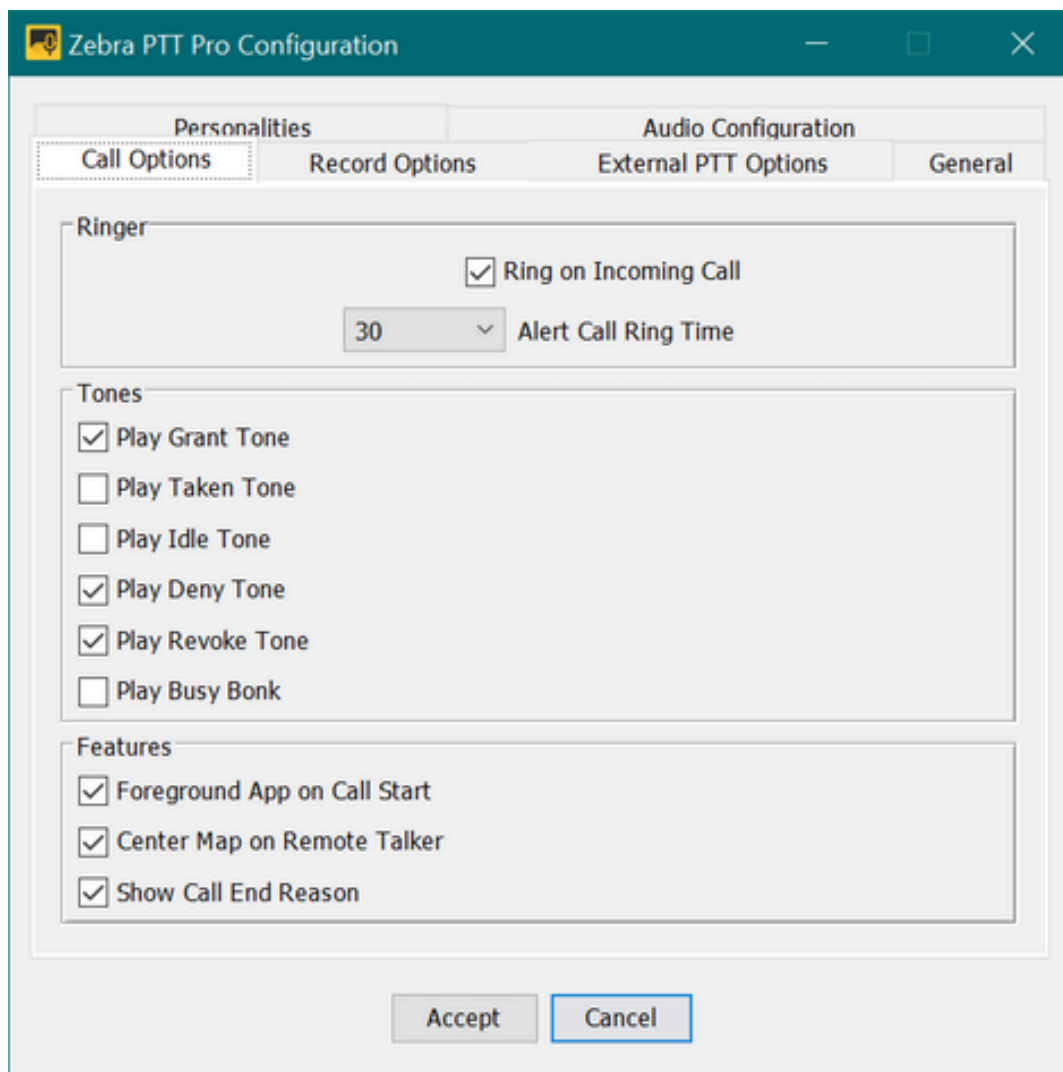 Zebra PTT Pro Configuration
Personalities Audio Configuration
Call Options Record Options External PTT Options General
Ringer
Ring on Incoming Call
30 Alert Call Ring Time
Tones
Play Grant Tone
Play Taken Tone
Play Idle Tone
Play Deny Tone
Play Revoke Tone
Play Busy Bonk
Features
Foreground App on Call Start
Center Map on Remote Talker
Show Call End Reason
Accept Cancel